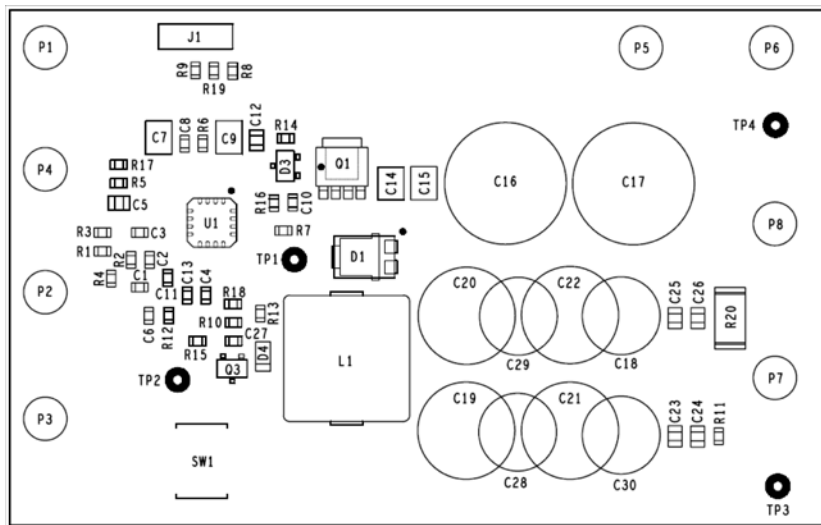 P1
J1
P5
P6
R9
R19
R8
C7
C8
R6
C9
C12
R14
D3
Q1
C14
C15
C16
C17
TP4
P4
R17
R5
C5
R16
C10
U1
P8
R3
C3
R7
R1
R2
C2
TP1
D1
R4
C1
C11
C13
C4
R18
P2
C6
R12
R10
R13
C27
R15
D4
Q3
L1
C20
C22
C29
C18
C25
C26
R20
TP2
P7
P3
SW1
C19
C21
C28
C30
C23
C24
R11
TP3